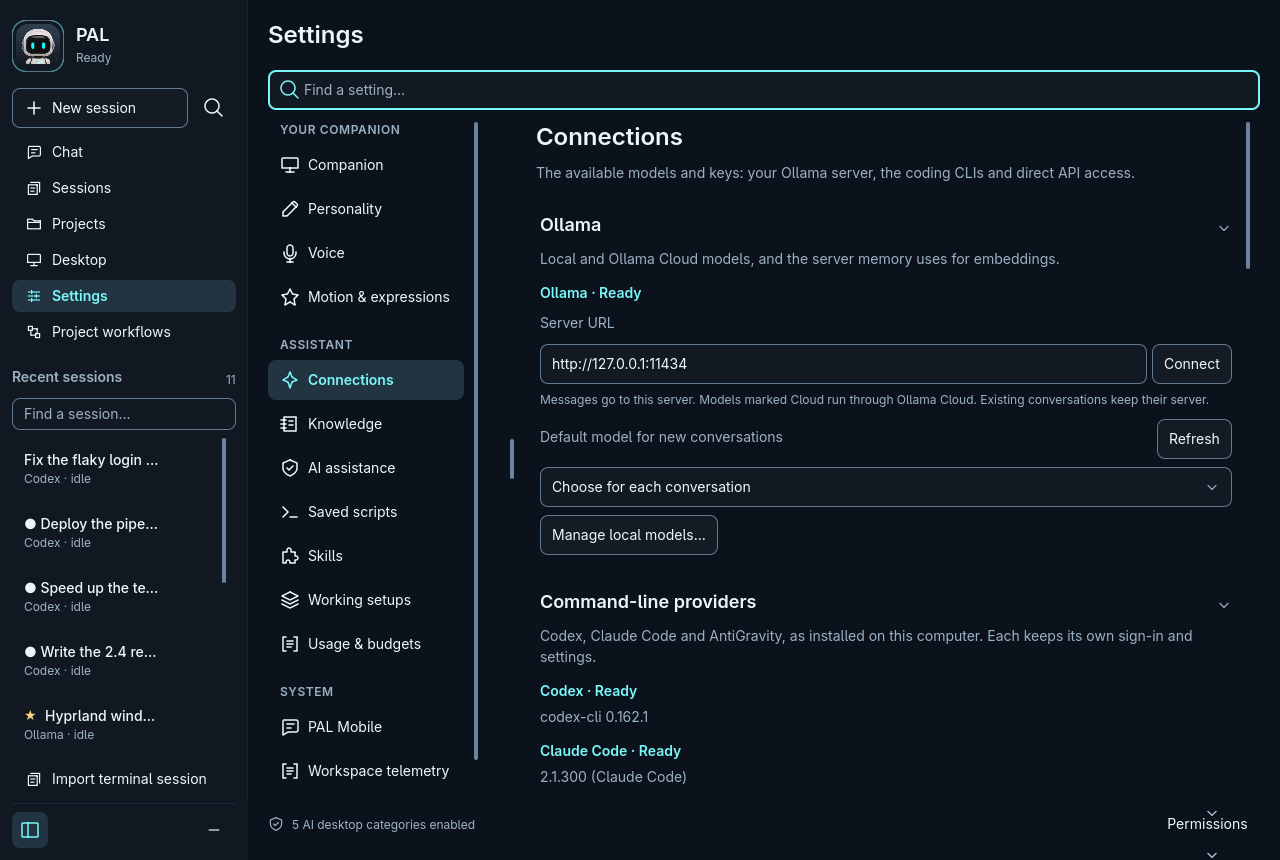 PAL
Ready
New session
Chat
Sessions
Projects
Desktop
Settings
Project workflows
Recent sessions
11
Find a session...
Fix the flaky login ...
Codex · idle
Deploy the pipe...
Codex · idle
Speed up the te...
Codex · idle
Write the 2.4 re...
Codex · idle
Hyprland wind...
Ollama · idle
Import terminal session
Settings
Find a setting...
YOUR COMPANION
Companion
Personality
Voice
Motion & expressions
ASSISTANT
Connections
Knowledge
AI assistance
Saved scripts
Skills
Working setups
Usage & budgets
SYSTEM
PAL Mobile
Workspace telemetry
Connections
The available models and keys: your Ollama server, the coding CLIs and direct API access.
Ollama
Local and Ollama Cloud models, and the server memory uses for embeddings.
Ollama · Ready
Server URL
http://127.0.0.1:11434
Connect
Messages go to this server. Models marked Cloud run through Ollama Cloud. Existing conversations keep their server.
Default model for new conversations
Refresh
Choose for each conversation
Manage local models...
Command-line providers
Codex, Claude Code and AntiGravity, as installed on this computer. Each keeps its own sign-in and
settings.
Codex · Ready
codex-cli 0.162.1
Claude Code · Ready
2.1.300 (Claude Code)
5 AI desktop categories enabled
Permissions